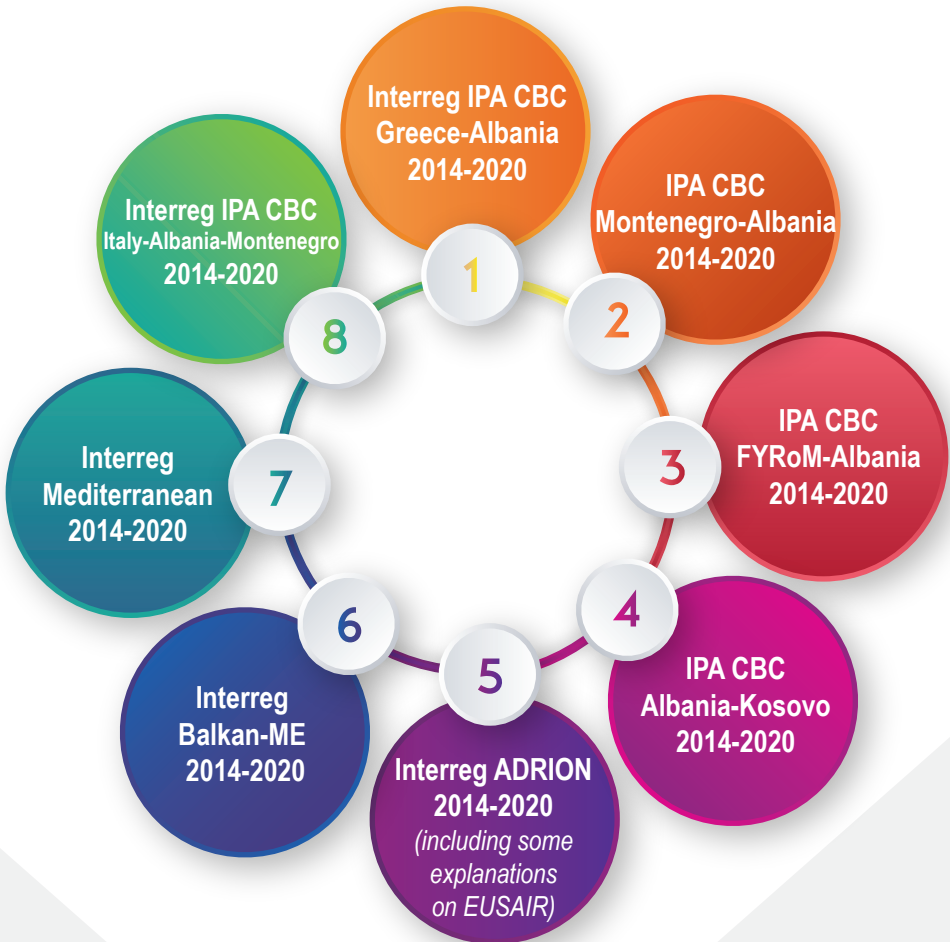 Interreg IPA CBC
Greece-Albania
2014-2020
1
IPA CBC
Montenegro-Albania
2014-2020
2
IPA CBC
FYRoM-Albania
2014-2020
3
IPA CBC
Albania-Kosovo
2014-2020
4
Interreg ADRION
2014-2020
(including some
explanations
on EUSAIR)
5
Interreg
Balkan-ME
2014-2020
6
Interreg
Mediterranean
2014-2020
7
Interreg IPA CBC
Italy-Albania-Montenegro
2014-2020
8